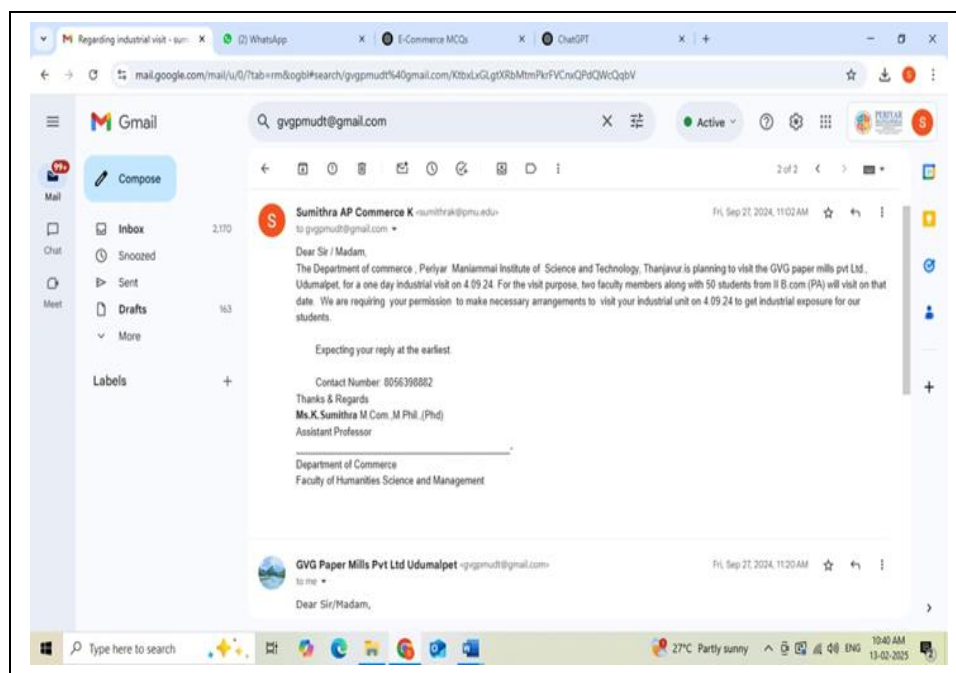 Regarding industrial visit - sum
(2) WhatsApp
E-Commerce MCQs
ChatGPT
mail.google.com/mail/u/0/?tab=rm&ogbl#search/gvgpmudt%40gmail.com/
Gmail
gvgpmudt@gmail.com
Active
PERIYAR
S
99+
Compose
2 of 2
Mail
Chat
Meet
Inbox 2,170
Snoozed
Sent
Drafts 163
More
Labels
S
Sumithra AP Commerce K <sumithrak@pmu.edu> Fri, Sep 27, 2024, 11:02 AM
to gvgpmudt@gmail.com
Dear Sir / Madam,
The Department of commerce , Periyar Maniammai Institute of Science and Technology, Thanjavur.is planning to visit the GVG paper mills pvt Ltd.,
Udumalpet, for a one day industrial visit on 4.09.24. For the visit purpose, two faculty members along with 50 students from II B.com (PA) will visit on that
date. We are requiring your permission to make necessary arrangements to visit your industrial unit on 4.09.24 to get industrial exposure for our
students.
Expecting your reply at the earliest.
Contact Number: 8056398882
Thanks & Regards
Ms.K.Sumithra M.Com.,M.Phil.,(Phd)
Assistant Professor
Department of Commerce
Faculty of Humanities Science and Management
GVG Paper Mills Pvt Ltd Udumalpet <gvgpmudt@gmail.com> Fri, Sep 27, 2024, 11:20 AM
to me
Dear Sir/Madam,
Type here to search
27°C Partly sunny
ENG
10:40 AM
13-02-2025